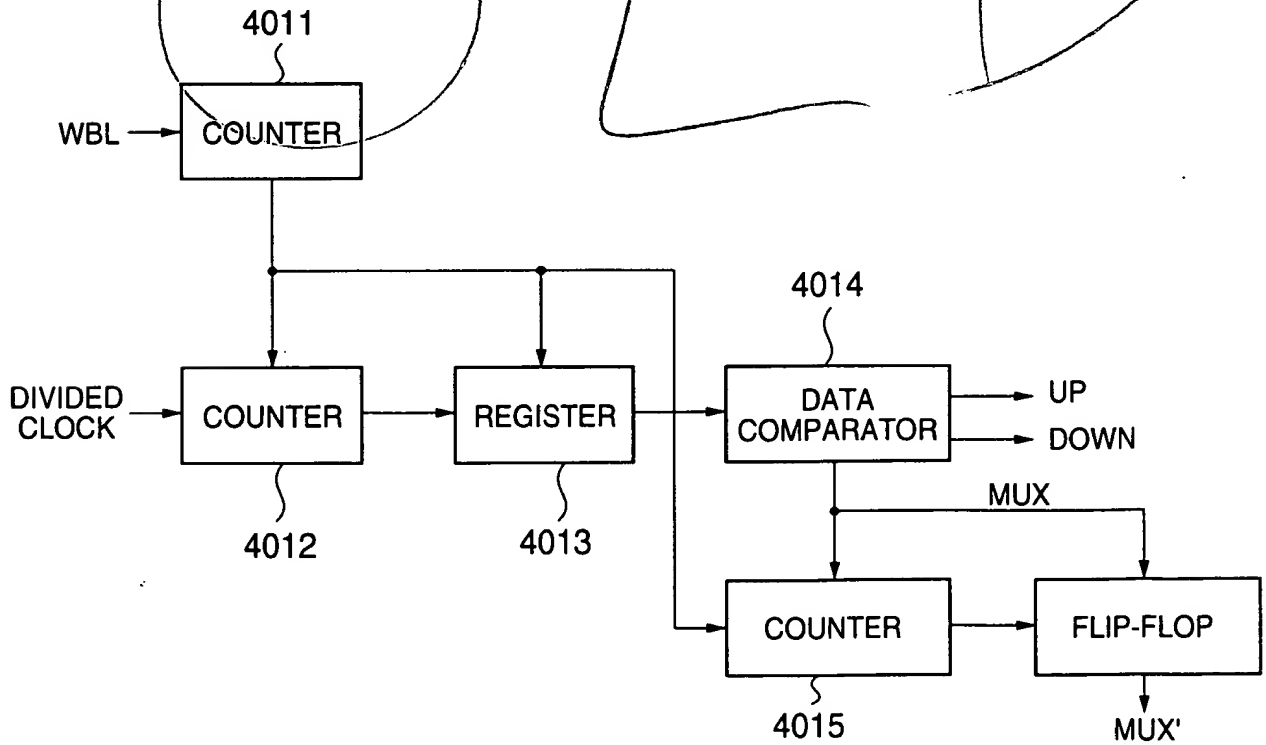 4011
WBL
COUNTER
4014
DIVIDED
CLOCK
COUNTER
REGISTER
DATA
COMPARATOR
UP
DOWN
4012
4013
MUX
COUNTER
FLIP-FLOP
4015
MUX'